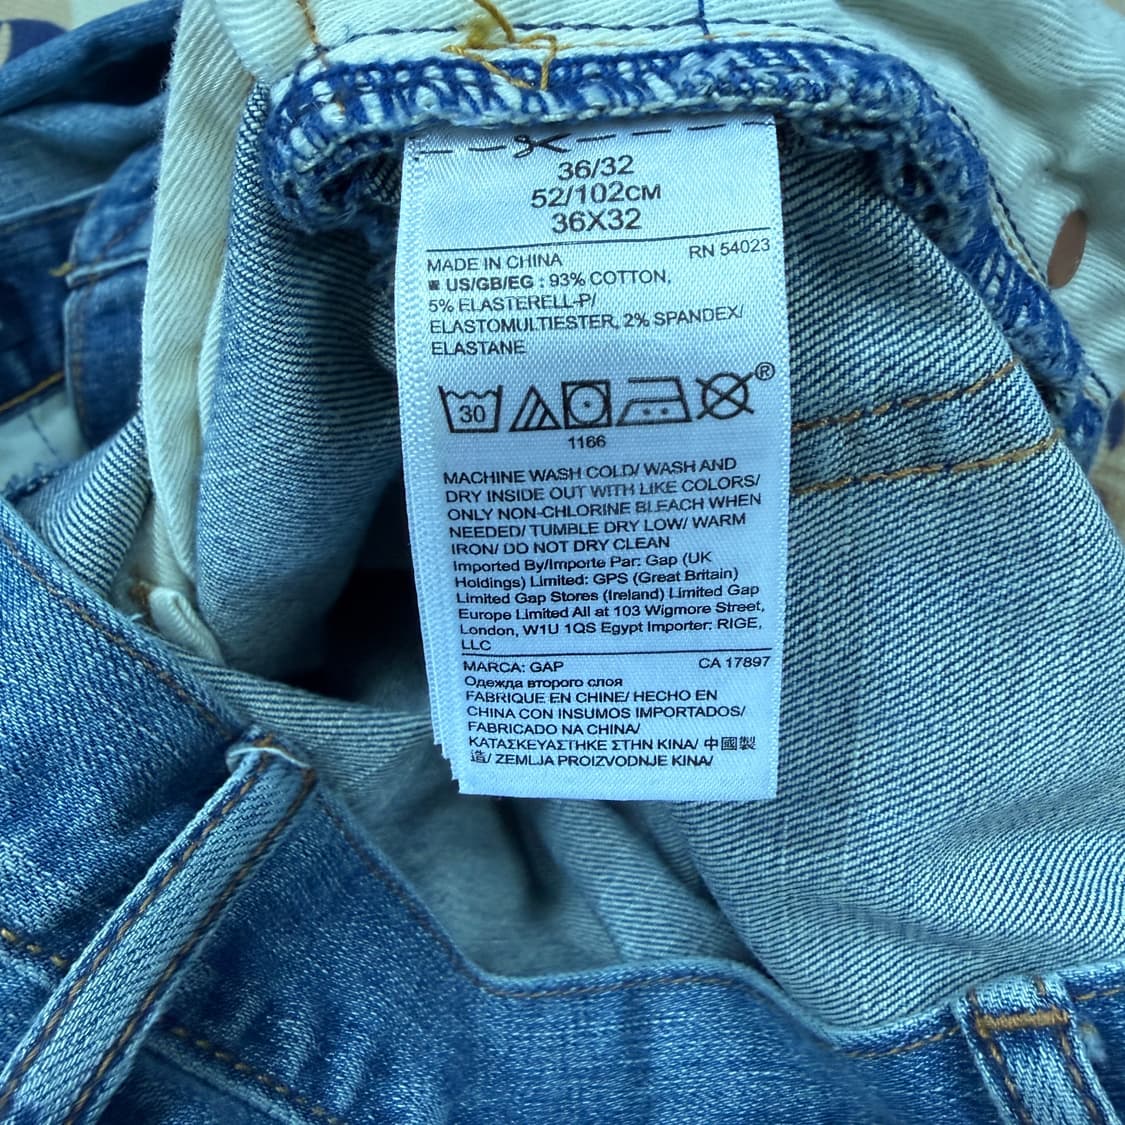 36/32
52/102CM
36X32
MADE IN CHINA RN 54023
US/GB/EG : 93% COTTON,
5% ELASTERELL-P/
ELASTOMULTIESTER, 2% SPANDEX/
ELASTANE
30 ®
1166
MACHINE WASH COLD/ WASH AND
DRY INSIDE OUT WITH LIKE COLORS/
ONLY NON-CHLORINE BLEACH WHEN
NEEDED/ TUMBLE DRY LOW/ WARM
IRON/ DO NOT DRY CLEAN
Imported By/Importe Par: Gap (UK
Holdings) Limited: GPS (Great Britain)
Limited Gap Stores (Ireland) Limited Gap
Europe Limited All at 103 Wigmore Street,
London, W1U 1QS Egypt Importer: RIGE,
LLC
MARCA: GAP CA 17897
Одежда второго слоя
FABRIQUE EN CHINE/ HECHO EN
CHINA CON INSUMOS IMPORTADOS/
FABRICADO NA CHINA/
ΚΑΤΑΣΚΕΥΑΣΤΗΚΕ ΣΤΗΝ ΚΙΝΑ/ 中國製
造/ ZEMLJA PROIZVODNJE KINA/